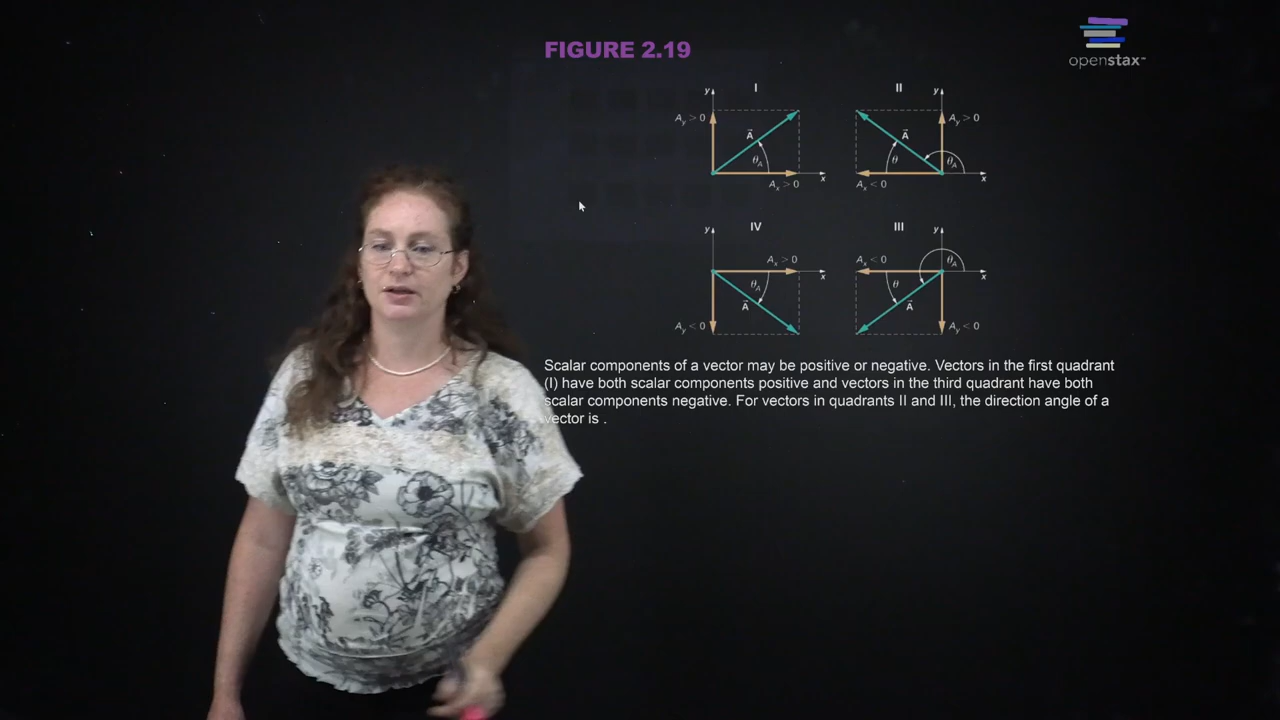 FIGURE 2.19
openstax™
y I
A_y > 0
A⃗
θ_A
x
A_x > 0
II y
A_y > 0
A⃗
θ θ_A
x
A_x < 0
y IV
A_x > 0
x
θ_A
A⃗
A_y < 0
III y
A_x < 0 θ_A
x
θ
A⃗
A_y < 0
Scalar components of a vector may be positive or negative. Vectors in the first quadrant
(I) have both scalar components positive and vectors in the third quadrant have both
scalar components negative. For vectors in quadrants II and III, the direction angle of a
vector is .